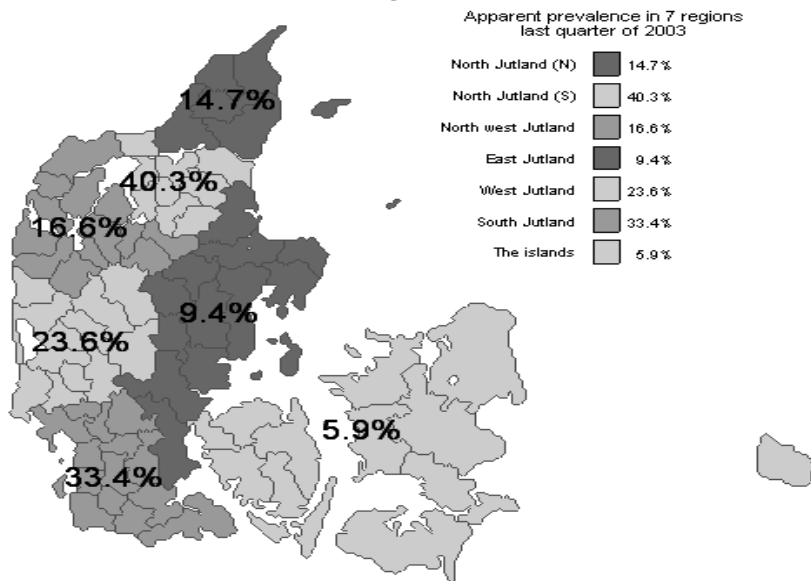 Apparent prevalence in 7 regions
last quarter of 2003
North Jutland (N) 14.7%
North Jutland (S) 40.3%
North west Jutland 16.6%
East Jutland 9.4%
West Jutland 23.6%
South Jutland 33.4%
The islands 5.9%
14.7%
40.3%
16.6%
9.4%
23.6%
5.9%
33.4%